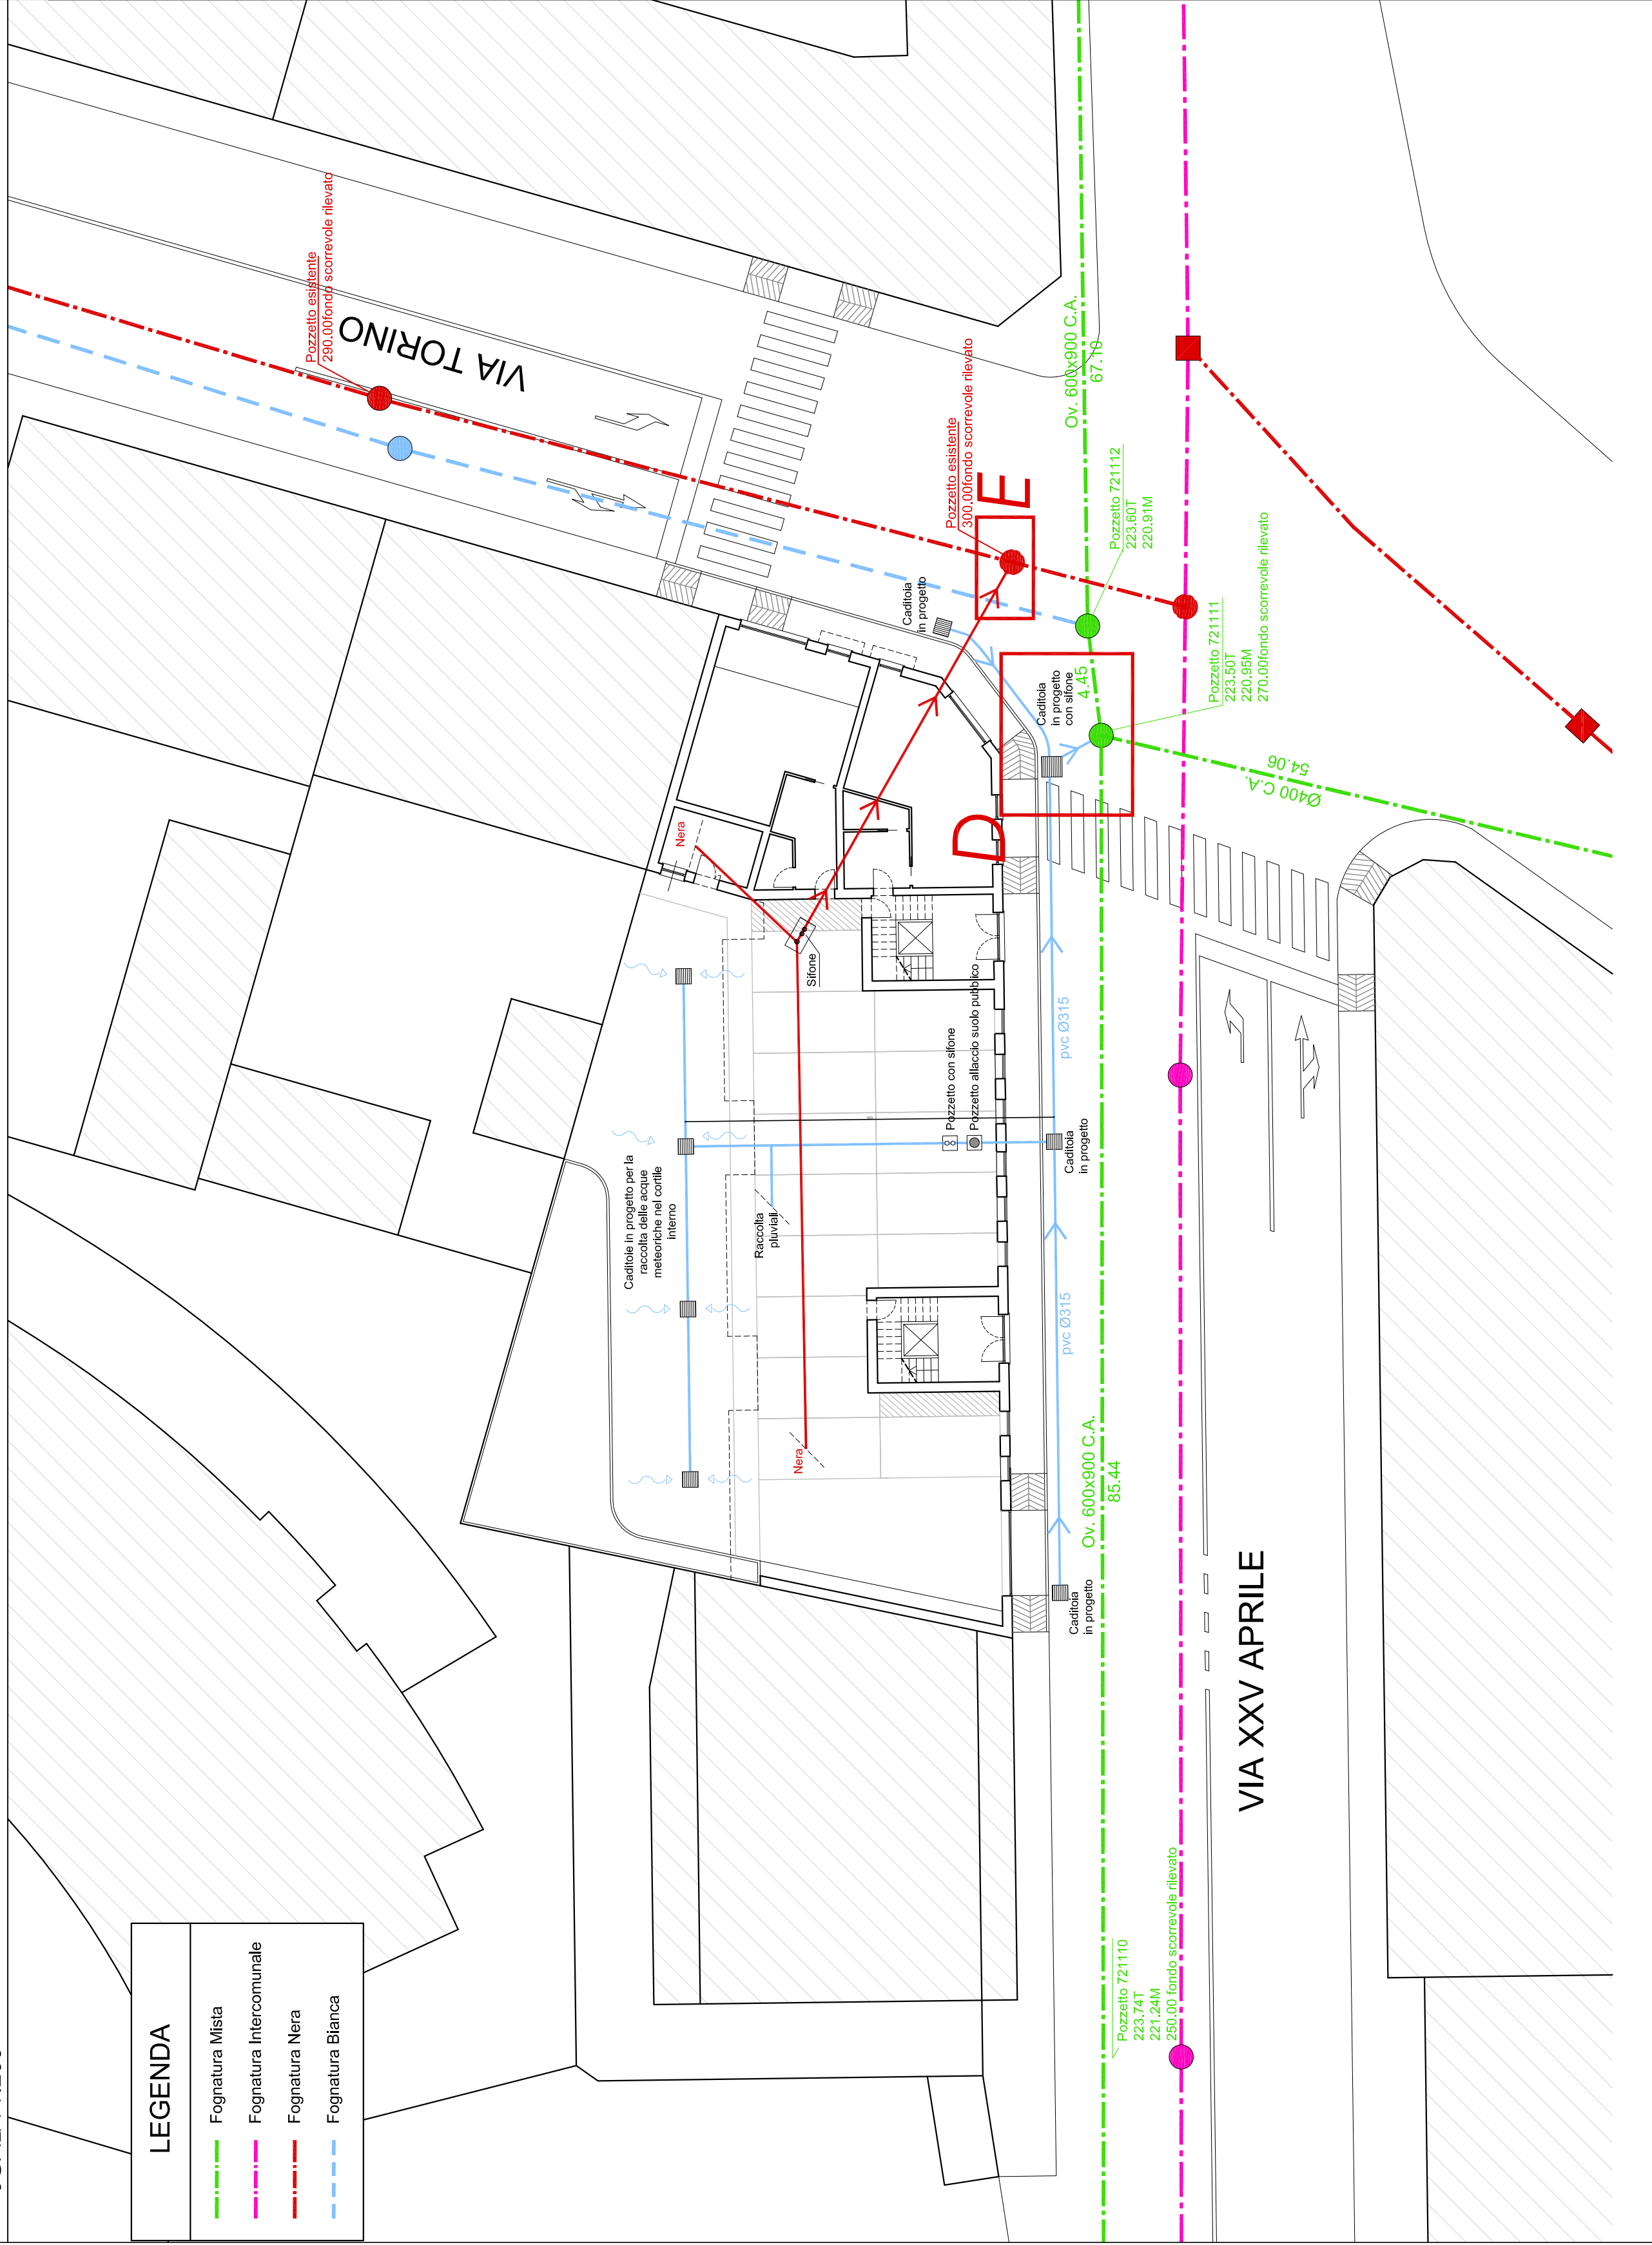 LEGENDA
Fognatura Mista
Fognatura Intercomunale
Fognatura Nera
Fognatura Bianca
Pozzetto esistente
290.00fondo scorrevole rilevato
VIA TORINO
Nera
Caditoie in progetto per la
raccolta delle acque
meteoriche nel cortile
interno
Raccolta
pluviali
Nera
Sifone
Pozzetto con sifone
Pozzetto allaccio suolo pubblico
Caditoia
in progetto
Pozzetto esistente
300.00fondo scorrevole rilevato
E
D
Caditoia
in progetto
con sifone
4.45
Caditoia
in progetto
Caditoia
in progetto
pvc Ø315
pvc Ø315
Ov. 600x900 C.A.
67.10
Ov. 600x900 C.A.
85.44
Pozzetto 721112
223.60T
220.91M
Pozzetto 721111
223.50T
220.95M
270.00fondo scorrevole rilevato
54.06
Ø400 C.A.
Pozzetto 721110
223.74T
221.24M
250.00 fondo scorrevole rilevato
VIA XXV APRILE